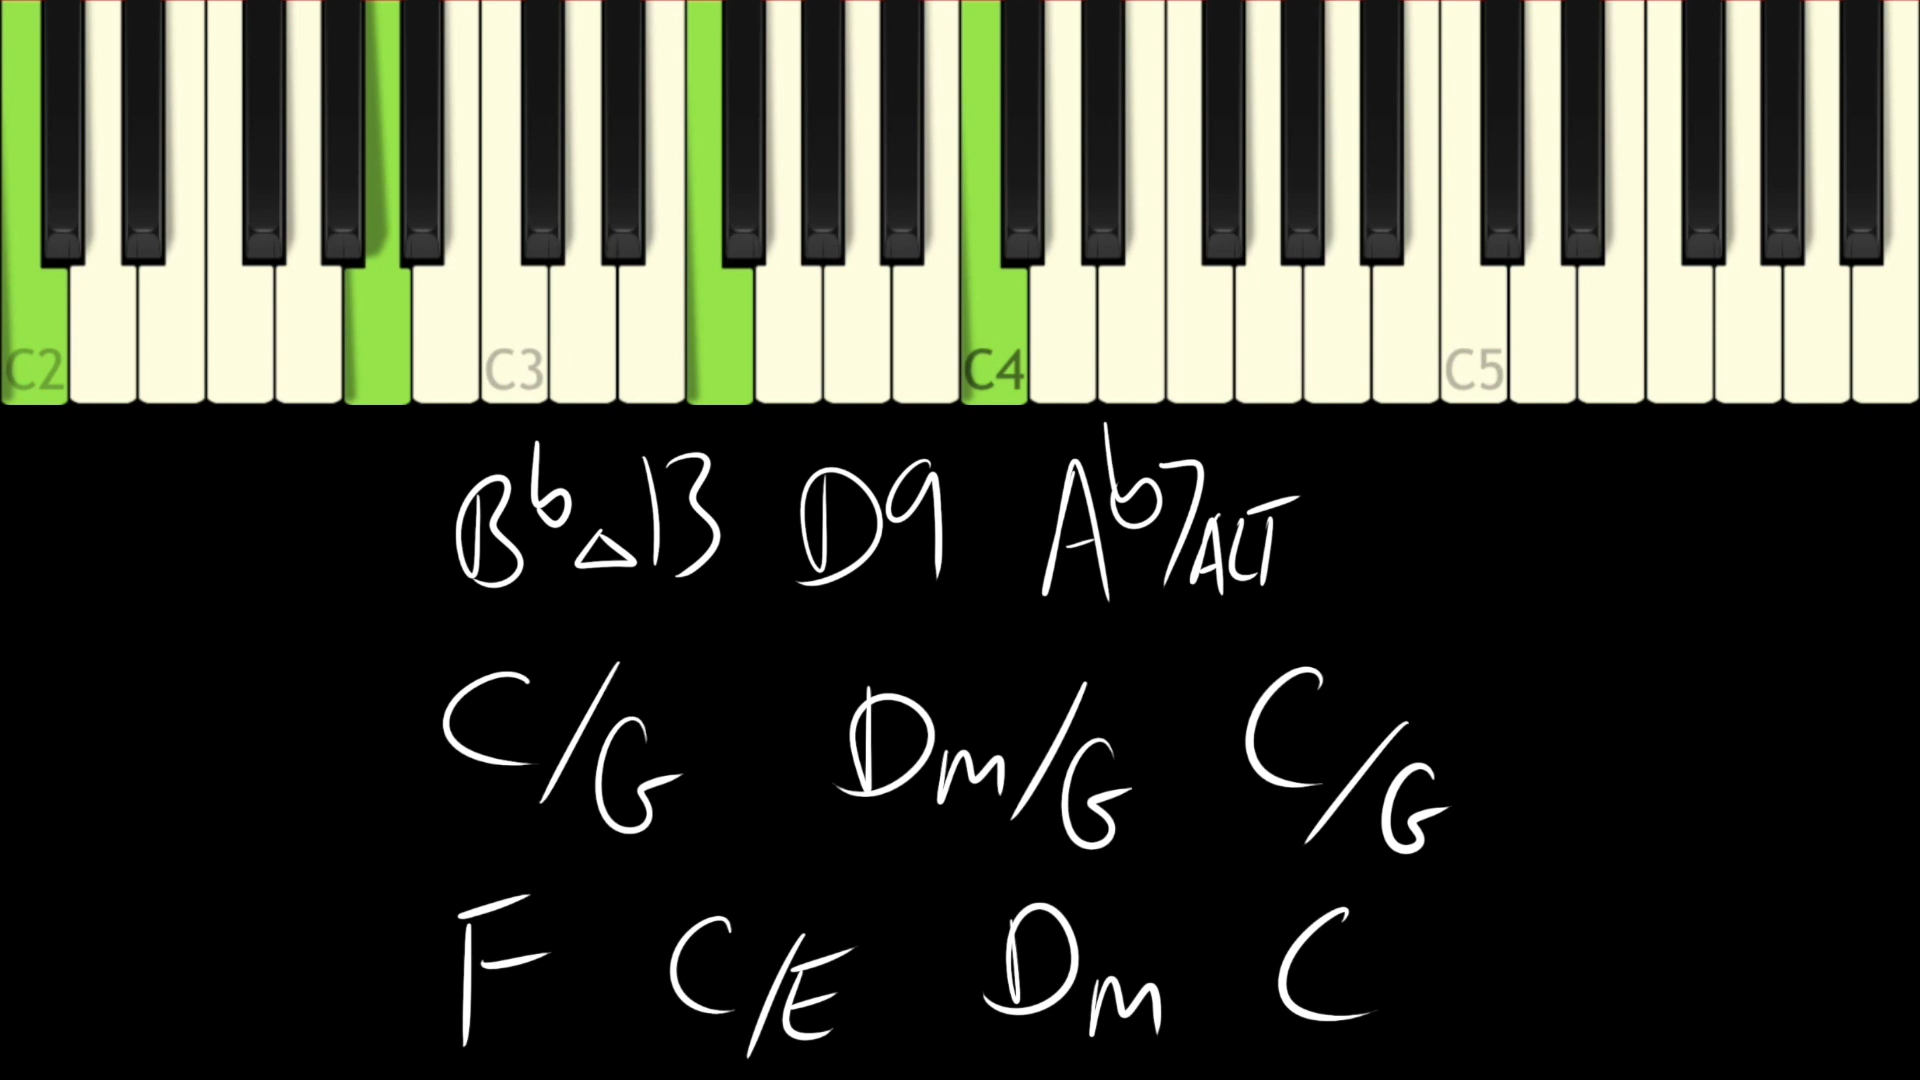 C2 C3 C4 C5
B♭△13 D9 A♭7ALT
C/G Dm/G C/G
F C/E Dm C